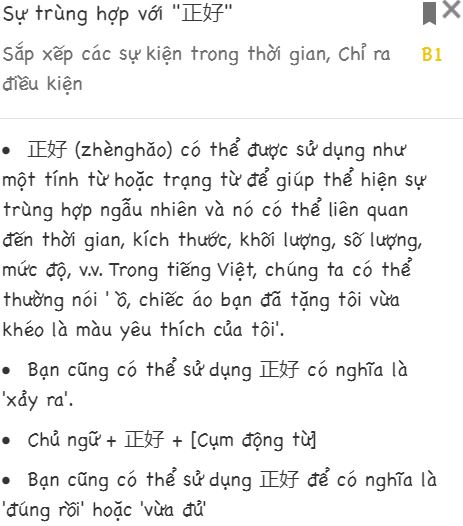 Sự trùng hợp với "正好"
Sắp xếp các sự kiện trong thời gian, Chỉ ra B1
điều kiện
• 正好 (zhènghǎo) có thể được sử dụng như
một tính từ hoặc trạng từ để giúp thể hiện sự
trùng hợp ngẫu nhiên và nó có thể liên quan
đến thời gian, kích thước, khối lượng, số lượng,
mức độ, v.v. Trong tiếng Việt, chúng ta có thể
thường nói ' ồ, chiếc áo bạn đã tặng tôi vừa
khéo là màu yêu thích của tôi'.
• Bạn cũng có thể sử dụng 正好 có nghĩa là
'xảy ra'.
• Chủ ngữ + 正好 + [Cụm động từ]
• Bạn cũng có thể sử dụng 正好 để có nghĩa là
'đúng rồi' hoặc 'vừa đủ'